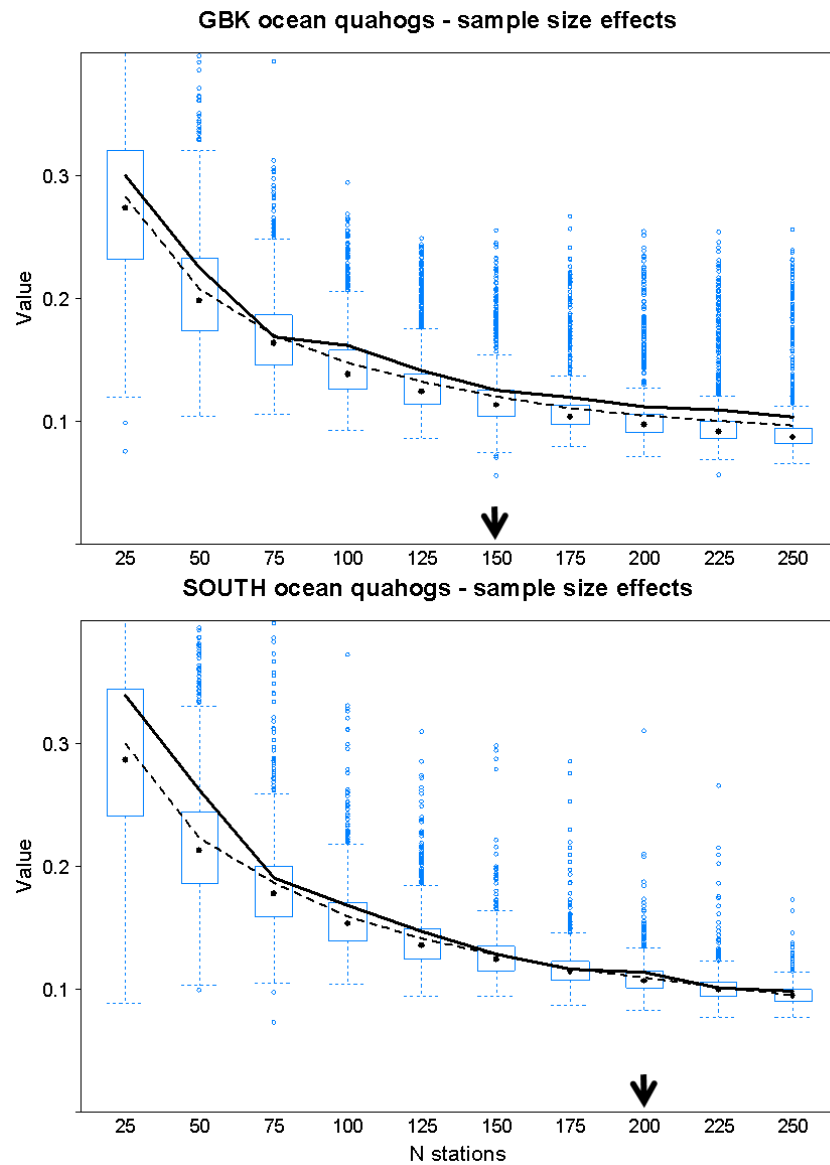 GBK ocean quahogs - sample size effects
0.3
0.2
0.1
Value
25 50 75 100 125 150 175 200 225 250
SOUTH ocean quahogs - sample size effects
0.3
0.2
0.1
Value
25 50 75 100 125 150 175 200 225 250
N stations